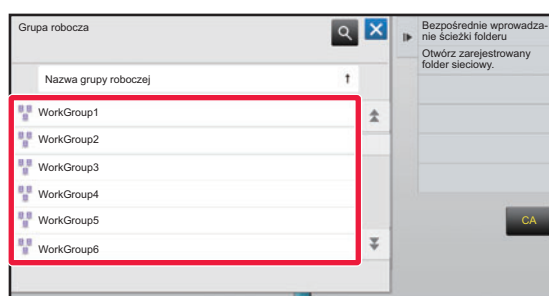 Grupa robocza
Nazwa grupy roboczej ↑
WorkGroup1
WorkGroup2
WorkGroup3
WorkGroup4
WorkGroup5
WorkGroup6
Bezpośrednie wprowadza-
nie ścieżki folderu
Otwórz zarejestrowany
folder sieciowy.
CA